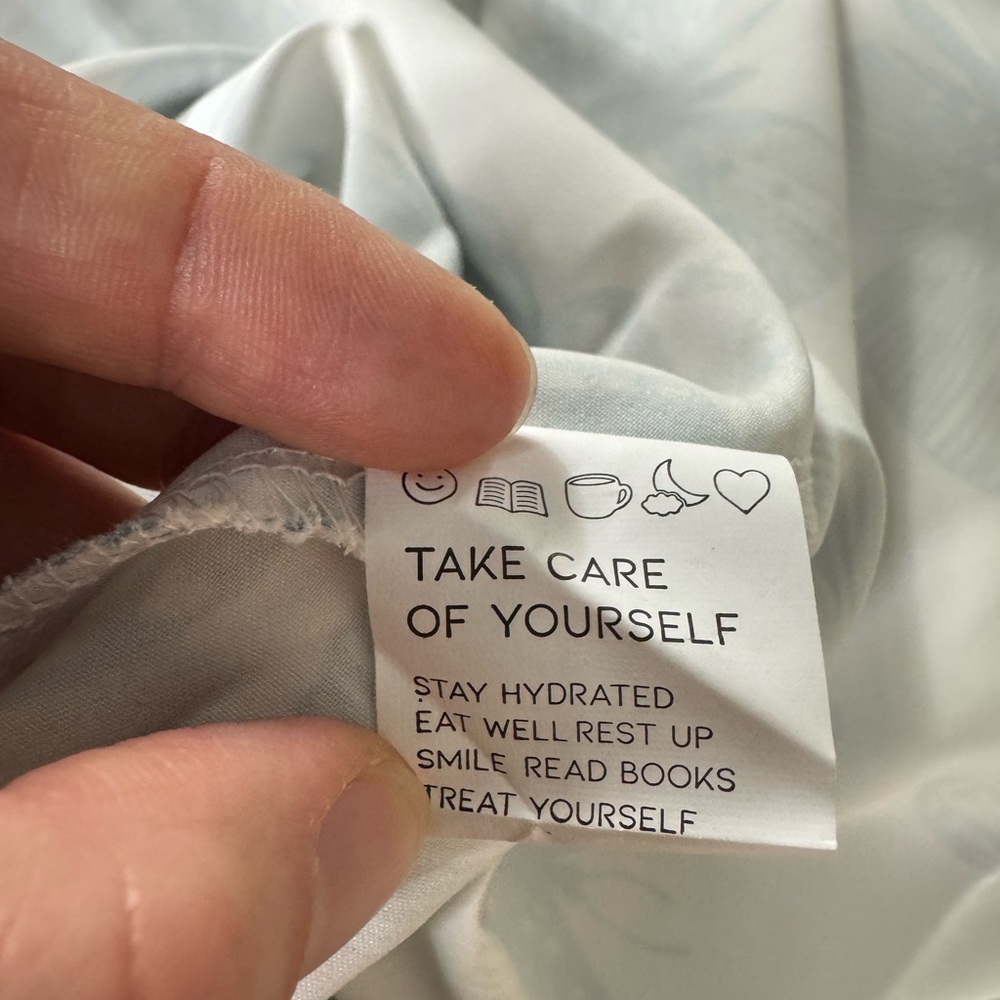 TAKE CARE
OF YOURSELF
STAY HYDRATED
EAT WELL REST UP
SMILE READ BOOKS
TREAT YOURSELF